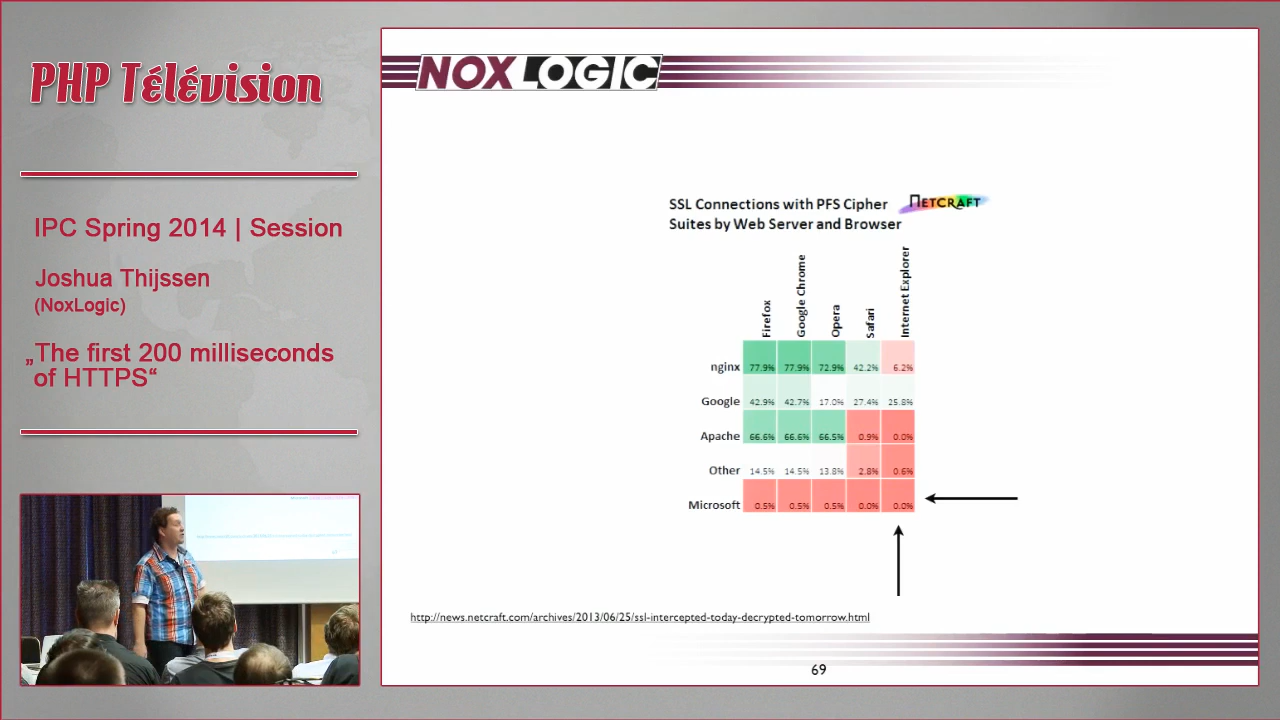 PHP Télévision
IPC Spring 2014 | Session
Joshua Thijssen
(NoxLogic)
„The first 200 milliseconds
of HTTPS“
NOXLOGIC
SSL Connections with PFS Cipher
Suites by Web Server and Browser
NETCRAFT
Firefox Google Chrome Opera Safari Internet Explorer
nginx 77.9% 77.9% 72.9% 42.2% 6.2%
Google 42.9% 42.7% 17.0% 27.4% 25.8%
Apache 66.6% 66.6% 66.5% 0.9% 0.0%
Other 14.5% 14.5% 13.8% 2.8% 0.6%
Microsoft 0.5% 0.5% 0.5% 0.0% 0.0%
http://news.netcraft.com/archives/2013/06/25/ssl-intercepted-today-decrypted-tomorrow.html
69